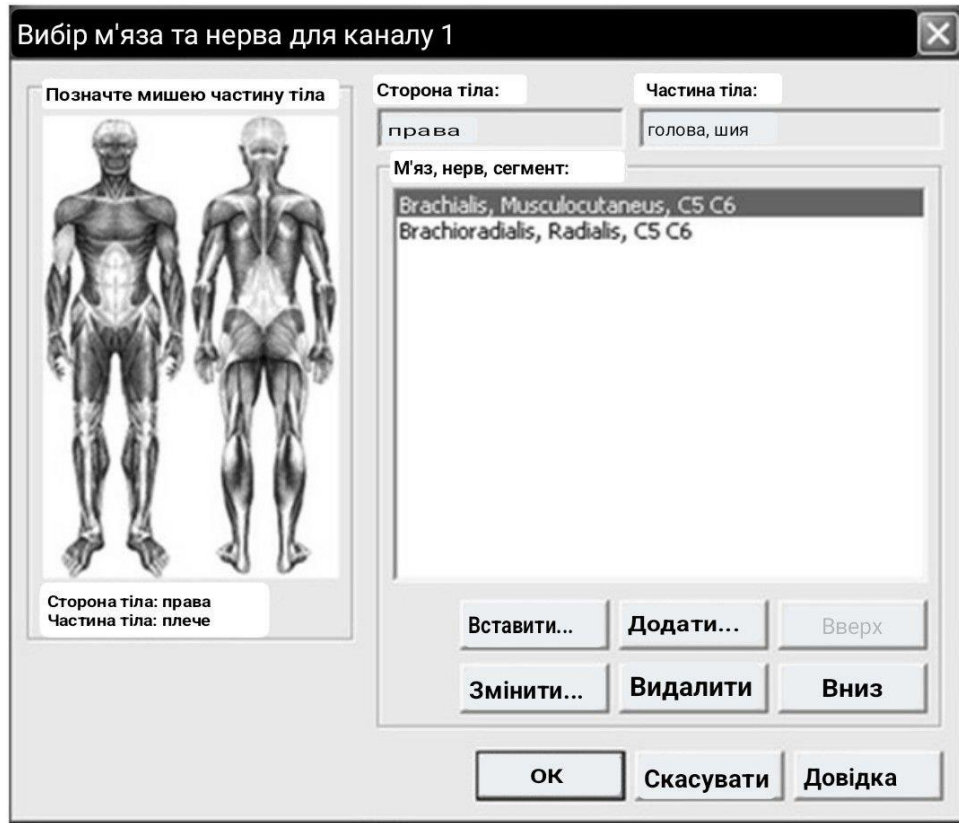 Вибір м'яза та нерва для каналу 1
Позначте мишею частину тіла
Сторона тіла: права
Частина тіла: плече
Сторона тіла:
права
Частина тіла:
голова, шия
М'яз, нерв, сегмент:
Brachialis, Musculocutaneus, C5 C6
Brachioradialis, Radialis, C5 C6
Вставити... Додати... Вверх
Змінити... Видалити Вниз
ОК Скасувати Довідка